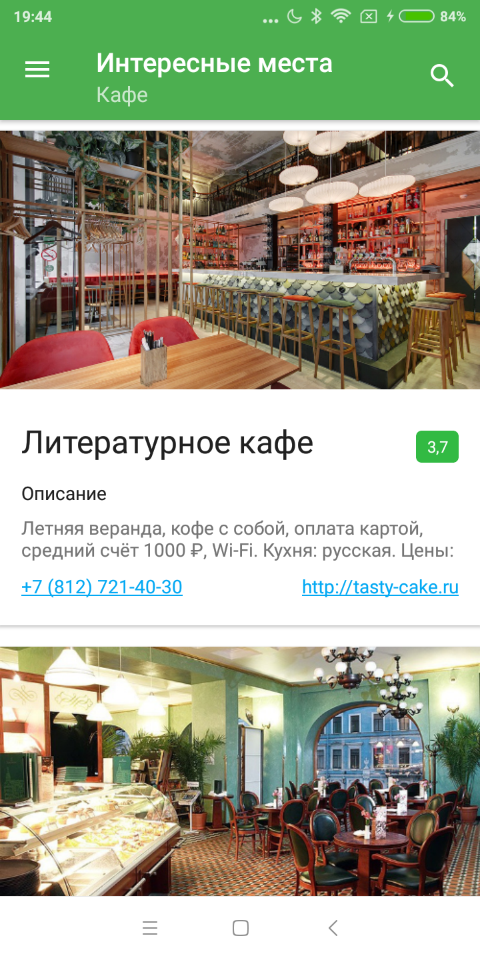 19:44
84%
Интересные места
Кафе
Литературное кафе
3,7
Описание
Летняя веранда, кофе с собой, оплата картой,
средний счёт 1000 ₽, Wi-Fi. Кухня: русская. Цены:
+7 (812) 721-40-30
http://tasty-cake.ru